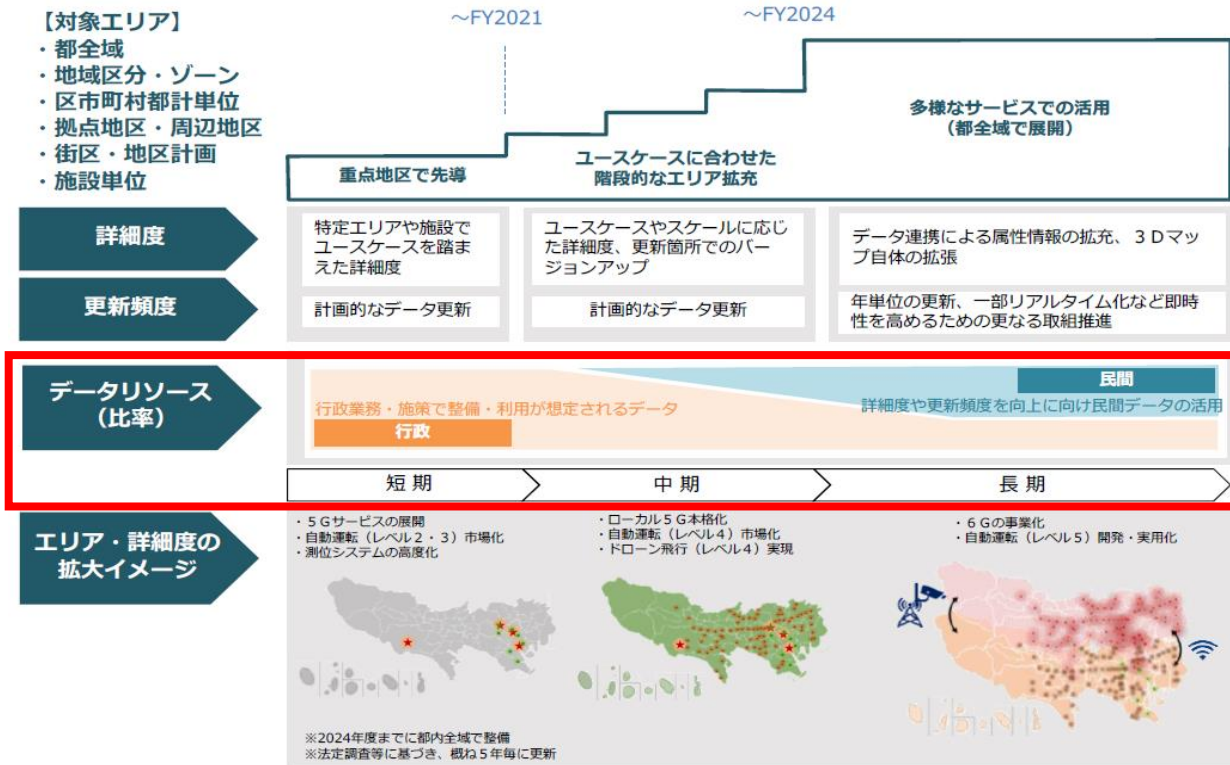 【対象エリア】
・都全域
・地域区分・ゾーン
・区市町村都計単位
・拠点地区・周辺地区
・街区・地区計画
・施設単位
～FY2021
～FY2024
重点地区で先導
ユースケースに合わせた
階段的なエリア拡充
多様なサービスでの活用
（都全域で展開）
詳細度
特定エリアや施設で
ユースケースを踏ま
えた詳細度
ユースケースやスケールに応じ
た詳細度、更新箇所でのバー
ジョンアップ
データ連携による属性情報の拡充、３Ｄマッ
プ自体の拡張
更新頻度
計画的なデータ更新
計画的なデータ更新
年単位の更新、一部リアルタイム化など即時
性を高めるための更なる取組推進
データリソース
（比率）
行政業務・施策で整備・利用が想定されるデータ
行政
民間
詳細度や更新頻度を向上に向け民間データの活用
短期
中期
長期
エリア・詳細度の
拡大イメージ
・５Ｇサービスの展開
・自動運転（レベル２・３）市場化
・測位システムの高度化
・ローカル５Ｇ本格化
・自動運転（レベル４）市場化
・ドローン飛行（レベル４）実現
・６Ｇの事業化
・自動運転（レベル５）開発・実用化
※2024年度までに都内全域で整備
※法定調査等に基づき、概ね５年毎に更新